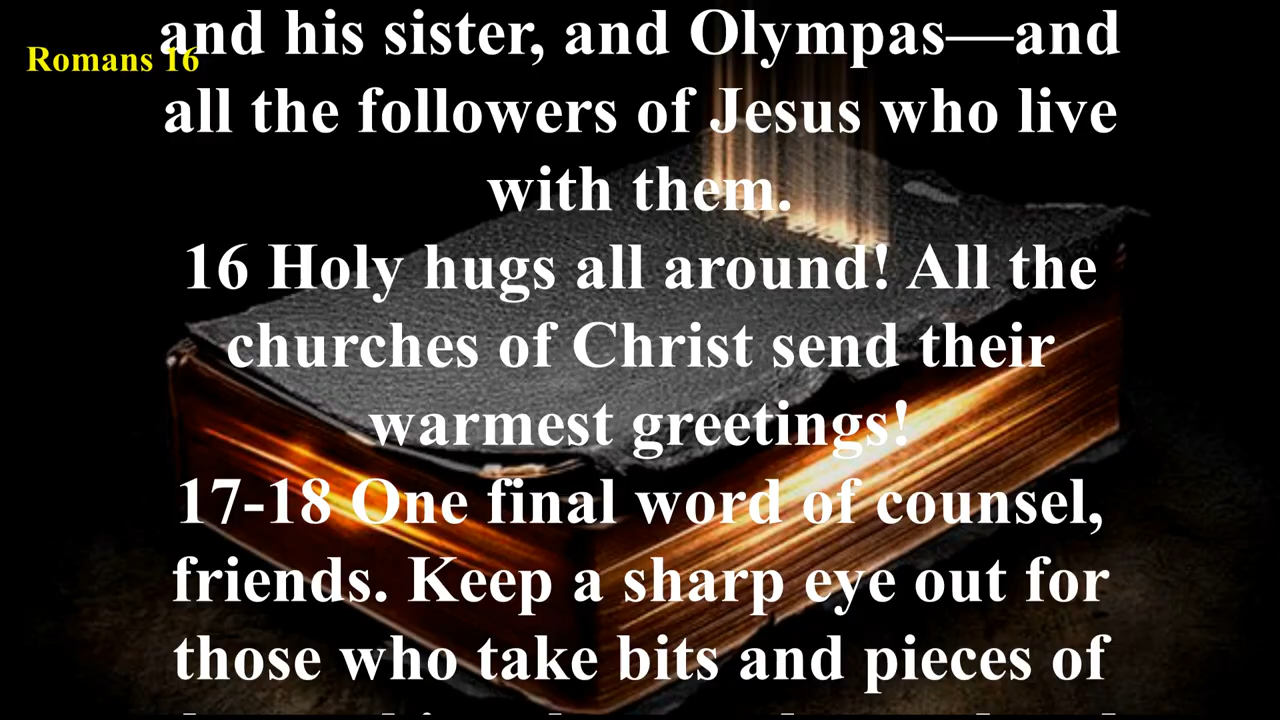 Romans 16
and his sister, and Olympas—and
all the followers of Jesus who live
with them.
16 Holy hugs all around! All the
churches of Christ send their
warmest greetings!
17-18 One final word of counsel,
friends. Keep a sharp eye out for
those who take bits and pieces of